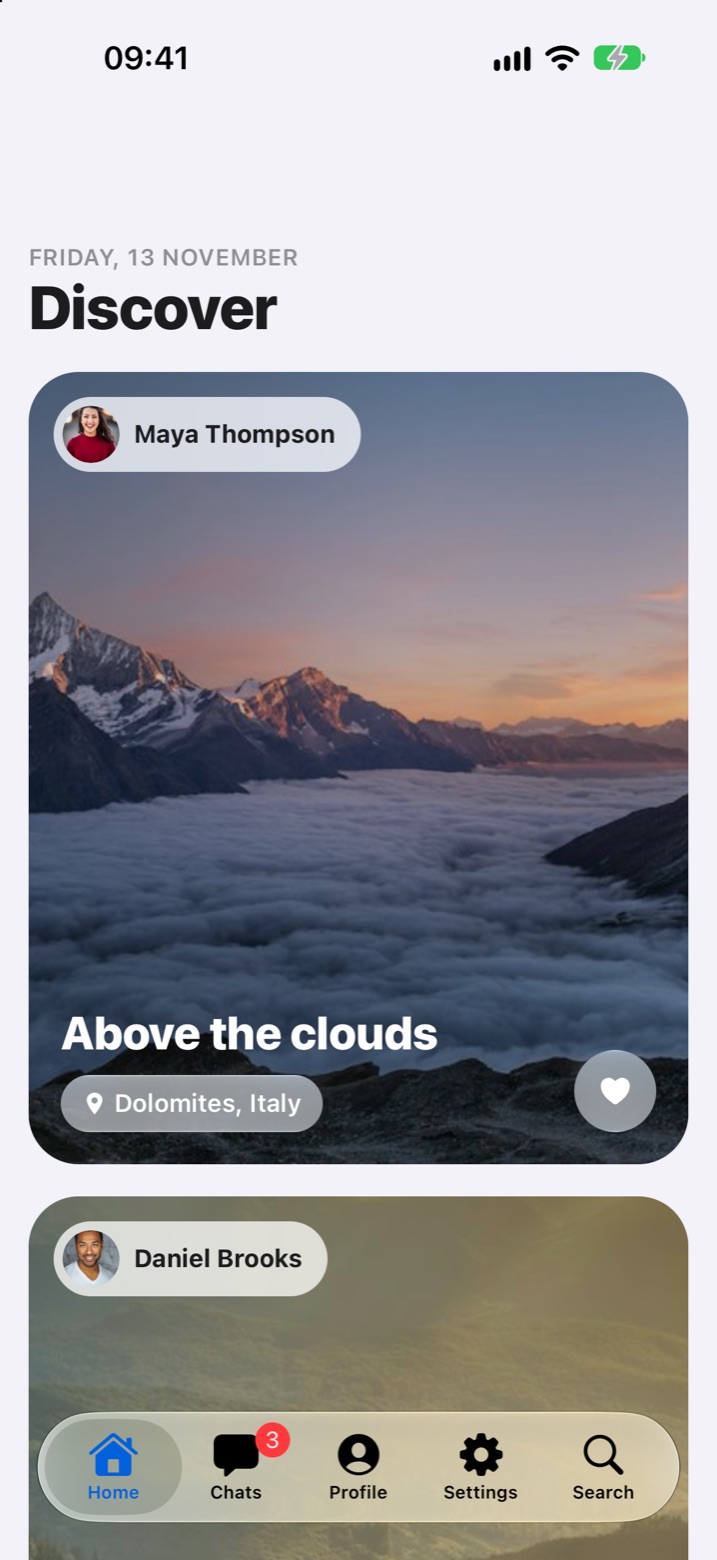 09:41
FRIDAY, 13 NOVEMBER
Discover
Maya Thompson
Above the clouds
Dolomites, Italy
Daniel Brooks
3
Home
Chats
Profile
Settings
Search